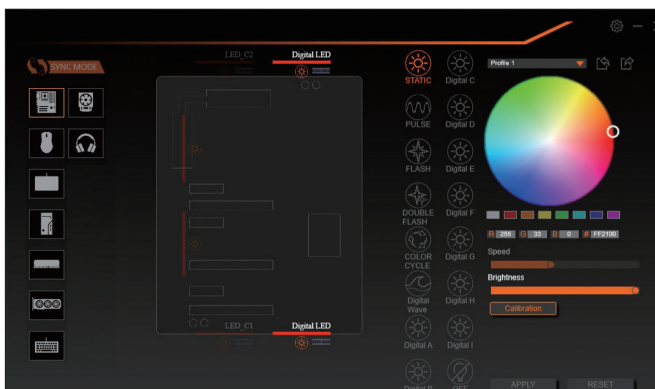 SYNC MODE
LED_C2
Digital LED
LED_C1
Digital LED
STATIC
Digital C
PULSE
Digital D
FLASH
Digital E
DOUBLE
FLASH
Digital F
COLOR
CYCLE
Digital G
Digital
Wave
Digital H
Digital A
Digital I
Digital B
OFF
Profile 1
R 255 G 33 B 0 # FF2100
Speed
Brightness
Calibration
APPLY
RESET